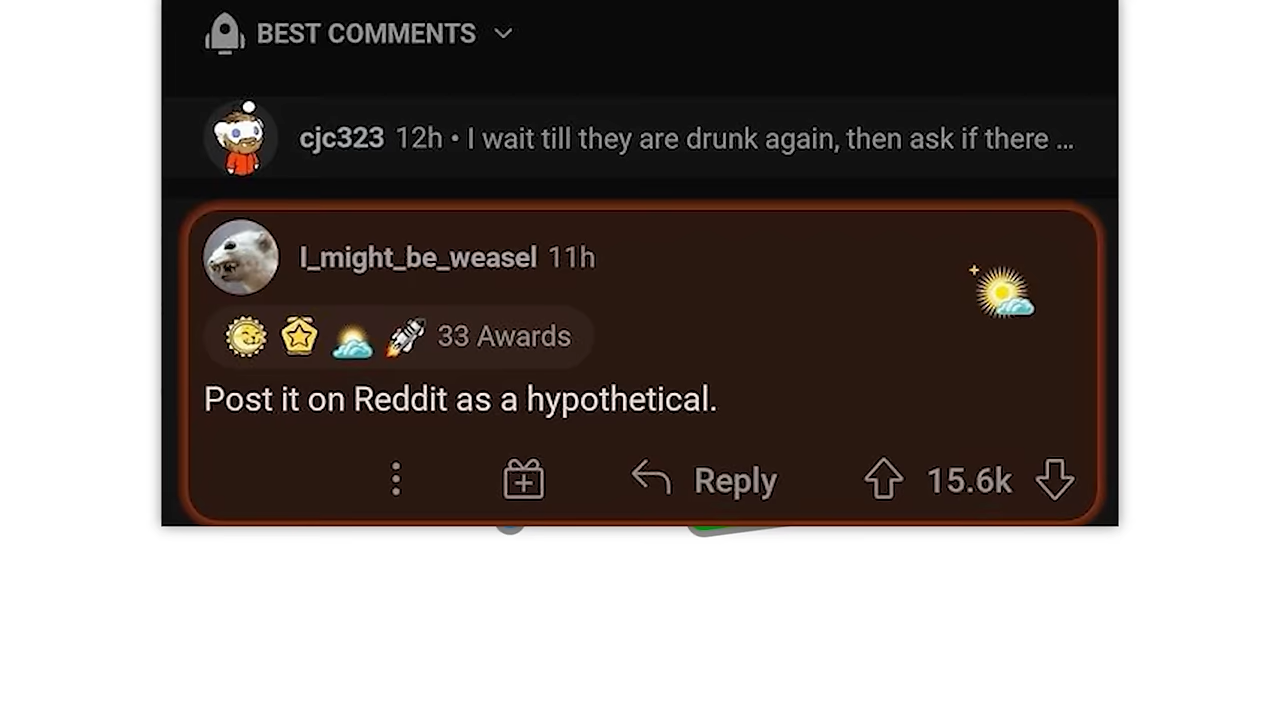 BEST COMMENTS
cjc323 12h • I wait till they are drunk again, then ask if there ...
I_might_be_weasel 11h
33 Awards
Post it on Reddit as a hypothetical.
Reply 15.6k